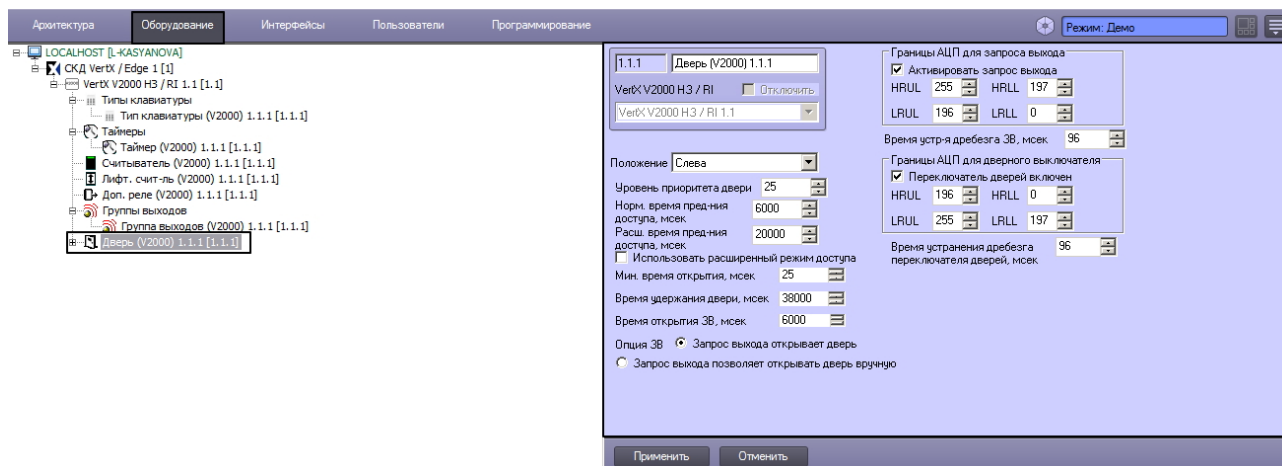 Архитектура Оборудование Интерфейсы Пользователи Программирование Режим: Демо
LOCALHOST [L-KASYANOVA]
СКД VertX / Edge 1 [1]
VertX V2000 H3 / RI 1.1 [1.1]
Типы клавиатуры
Тип клавиатуры (V2000) 1.1.1 [1.1.1]
Таймеры
Таймер (V2000) 1.1.1 [1.1.1]
Считыватель (V2000) 1.1.1 [1.1.1]
Лифт. счит-ль (V2000) 1.1.1 [1.1.1]
Доп. реле (V2000) 1.1.1 [1.1.1]
Группы выходов
Группа выходов (V2000) 1.1.1 [1.1.1]
Дверь (V2000) 1.1.1 [1.1.1]
1.1.1 Дверь (V2000) 1.1.1
VertX V2000 H3 / RI Отключить
VertX V2000 H3 / RI 1.1
Положение Слева
Уровень приоритета двери 25
Норм. время пред-ния
доступа, мсек 6000
Расш. время пред-ния
доступа, мсек 20000
Использовать расширенный режим доступа
Мин. время открытия, мсек 25
Время удержания двери, мсек 38000
Время открытия ЗВ, мсек 6000
Опция ЗВ Запрос выхода открывает дверь
Запрос выхода позволяет открывать дверь вручную
Границы АЦП для запроса выхода
Активировать запрос выхода
HRUL 255 HRLL 197
LRUL 196 LRLL 0
Время устр-я дребезга ЗВ, мсек 96
Границы АЦП для дверного выключателя
Переключатель дверей включен
HRUL 196 HRLL 0
LRUL 255 LRLL 197
Время устранения дребезга 96
переключателя дверей, мсек
Применить Отменить